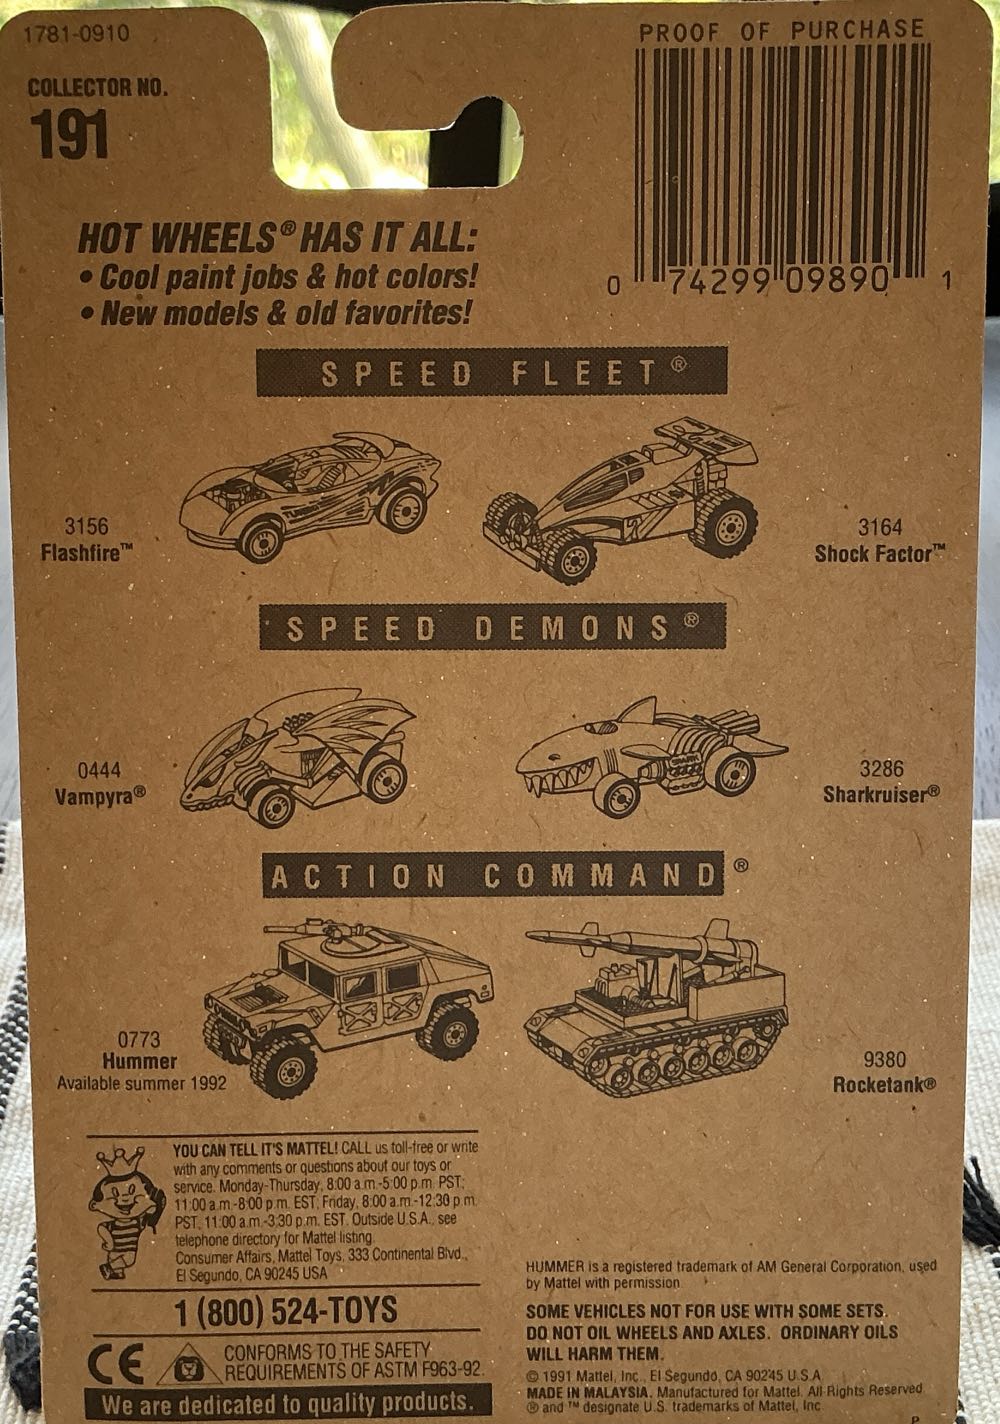 1781-0910
COLLECTOR NO.
191
PROOF OF PURCHASE
0 74299 09890 1
HOT WHEELS® HAS IT ALL:
• Cool paint jobs & hot colors!
• New models & old favorites!
SPEED FLEET®
3156
Flashfire™
TURBO
3164
Shock Factor™
SPEED DEMONS®
0444
Vampyra®
SHARK
3286
Sharkruiser®
ACTION COMMAND®
0773
Hummer
Available summer 1992
9380
Rocketank®
YOU CAN TELL IT'S MATTEL! CALL us toll-free or write
with any comments or questions about our toys or
service. Monday-Thursday, 8:00 a.m.-5:00 p.m. PST;
11:00 a.m.-8:00 p.m. EST; Friday, 8:00 a.m.-12:30 p.m.
PST, 11:00 a.m.-3:30 p.m. EST. Outside U.S.A., see
telephone directory for Mattel listing.
Consumer Affairs, Mattel Toys, 333 Continental Blvd.,
El Segundo, CA 90245 USA
1 (800) 524-TOYS
CE
CONFORMS TO THE SAFETY
REQUIREMENTS OF ASTM F963-92.
We are dedicated to quality products.
HUMMER is a registered trademark of AM General Corporation, used
by Mattel with permission.
SOME VEHICLES NOT FOR USE WITH SOME SETS.
DO NOT OIL WHEELS AND AXLES. ORDINARY OILS
WILL HARM THEM.
© 1991 Mattel, Inc., El Segundo, CA 90245 U.S.A.
MADE IN MALAYSIA. Manufactured for Mattel. All Rights Reserved.
® and ™ designate U.S. trademarks of Mattel, Inc.
P